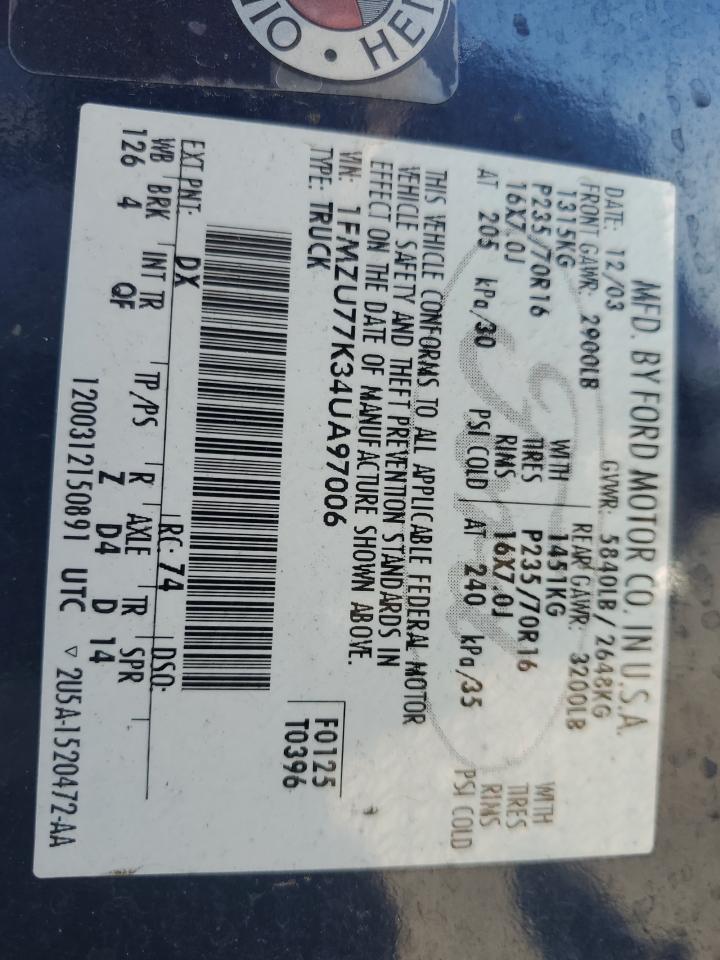 MFD. BY FORD MOTOR CO. IN U.S.A.
DATE: 12/03 GVWR: 5840LB/ 2648KG
FRONT GAWR: 2900LB REAR GAWR: 3200LB
1315KG WITH 1451KG WITH
P235/70R16 TIRES P235/70R16 TIRES
16X7.0J RIMS 16X7.0J RIMS
AT 205 kPa/30 PSI COLD AT 240 kPa/35 PSI COLD
THIS VEHICLE CONFORMS TO ALL APPLICABLE FEDERAL MOTOR
VEHICLE SAFETY AND THEFT PREVENTION STANDARDS IN
EFFECT ON THE DATE OF MANUFACTURE SHOWN ABOVE.
VIN: 1FMZU77K34UA97006
TYPE: TRUCK
F0125
T0396
EXT PNT: DX RC: 74 DSO:
WB BRK INT TR TP/PS R AXLE TR SPR
126 4 QF Z D4 D 14
1200312150891 UTC ▽ 2U5A-1520472-AA